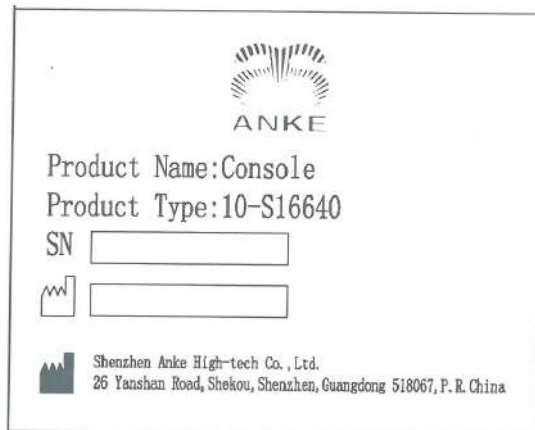 ANKE
Product Name:Console
Product Type:10-S16640
SN
Shenzhen Anke High-tech Co.,Ltd.
26 Yanshan Road,Shekou,Shenzhen,Guangdong 518067,P.R.China